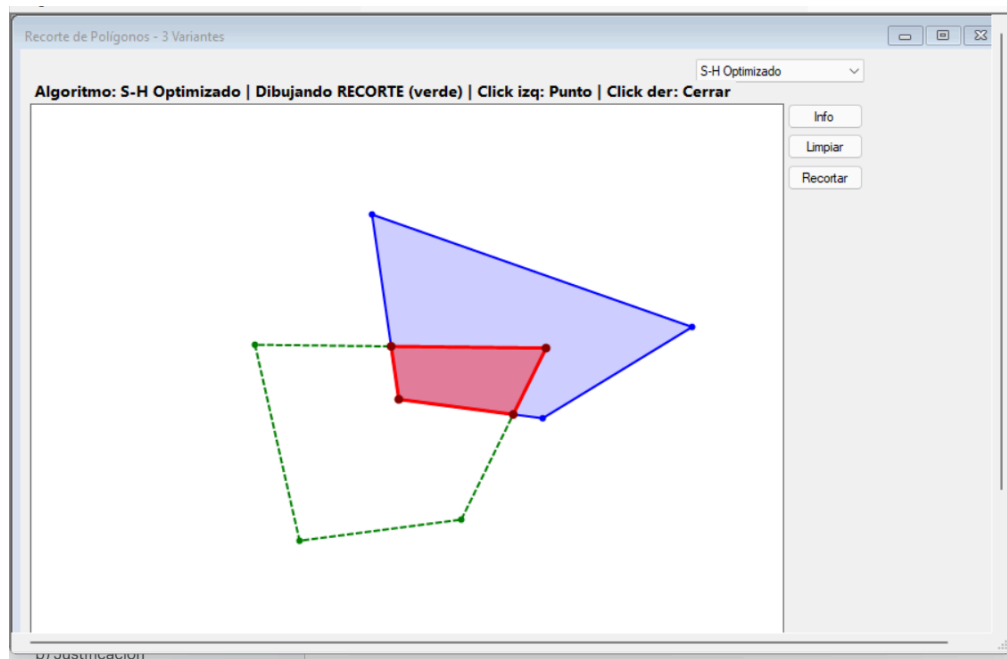 Recorte de Polígonos - 3 Variantes
S-H Optimizado
Algoritmo: S-H Optimizado | Dibujando RECORTE (verde) | Click izq: Punto | Click der: Cerrar
Info
Limpiar
Recortar
b) Justificación